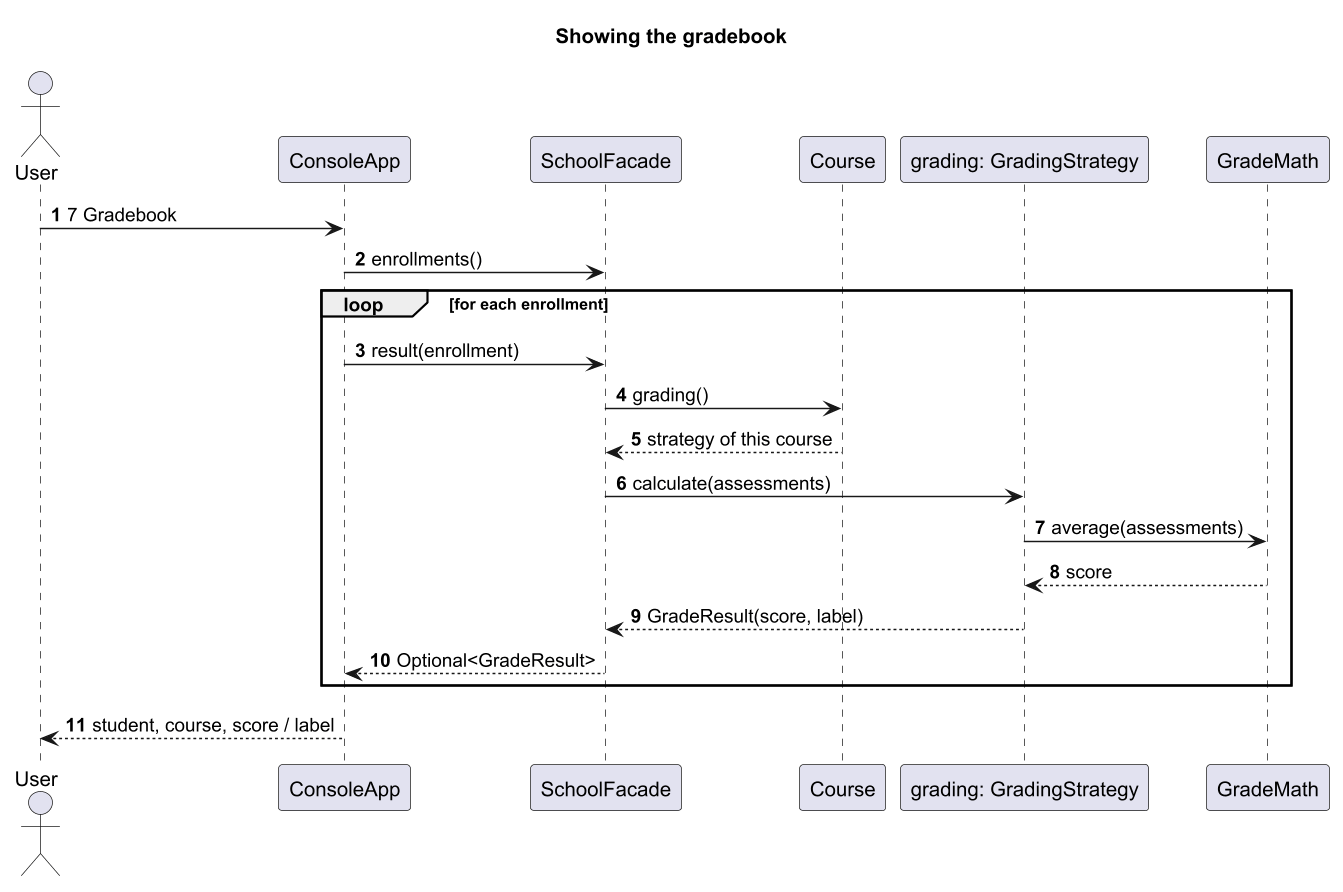 Showing the gradebook
User
ConsoleApp
SchoolFacade
Course
grading: GradingStrategy
GradeMath
1 7 Gradebook
2 enrollments()
loop
[for each enrollment]
3 result(enrollment)
4 grading()
5 strategy of this course
6 calculate(assessments)
7 average(assessments)
8 score
9 GradeResult(score, label)
10 Optional<GradeResult>
11 student, course, score / label
User
ConsoleApp
SchoolFacade
Course
grading: GradingStrategy
GradeMath